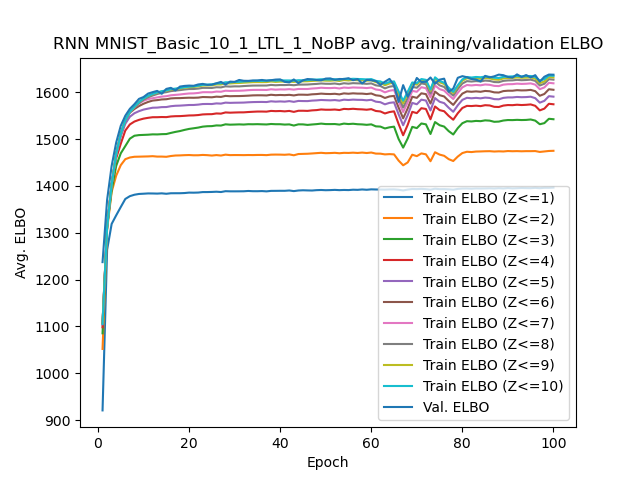 RNN MNIST_Basic_10_1_LTL_1_NoBP avg. training/validation ELBO
1600
1500
1400
1300
1200
1100
1000
900
Avg. ELBO
0 20 40 60 80 100
Epoch
Train ELBO (Z<=1)
Train ELBO (Z<=2)
Train ELBO (Z<=3)
Train ELBO (Z<=4)
Train ELBO (Z<=5)
Train ELBO (Z<=6)
Train ELBO (Z<=7)
Train ELBO (Z<=8)
Train ELBO (Z<=9)
Train ELBO (Z<=10)
Val. ELBO